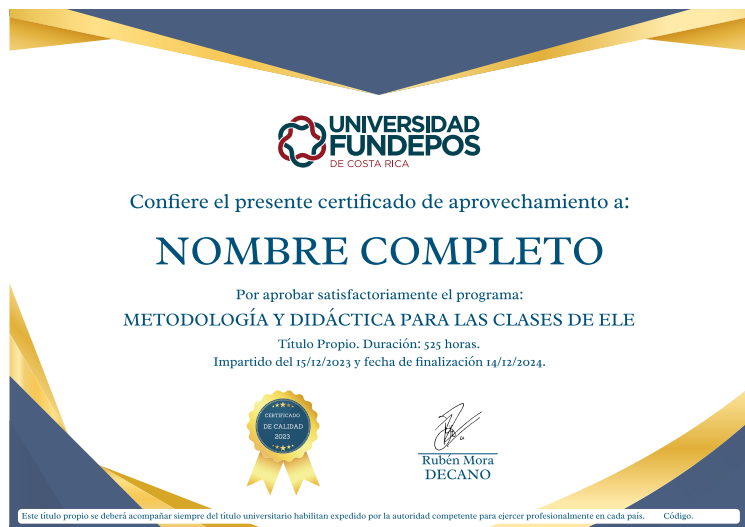 UNIVERSIDAD
FUNDEPOS
DE COSTA RICA
Confiere el presente certificado de aprovechamiento a:
NOMBRE COMPLETO
Por aprobar satisfactoriamente el programa:
METODOLOGÍA Y DIDÁCTICA PARA LAS CLASES DE ELE
Título Propio. Duración: 525 horas.
Impartido del 15/12/2023 y fecha de finalización 14/12/2024.
CERTIFICADO
DE CALIDAD
2023
Rubén Mora
DECANO
Este título propio se deberá acompañar siempre del título universitario habilitan expedido por la autoridad competente para ejercer profesionalmente en cada país. Código.